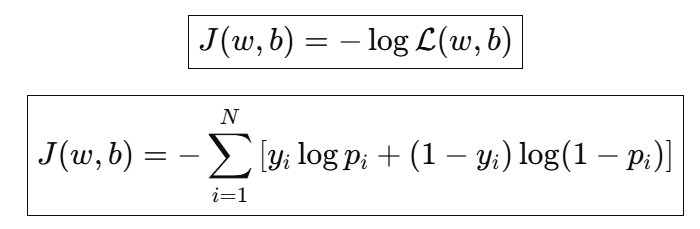 J(w, b) = − log ℒ(w, b)
J(w, b) = − ∑_{i=1}^{N} [y_i log p_i + (1 − y_i) log(1 − p_i)]